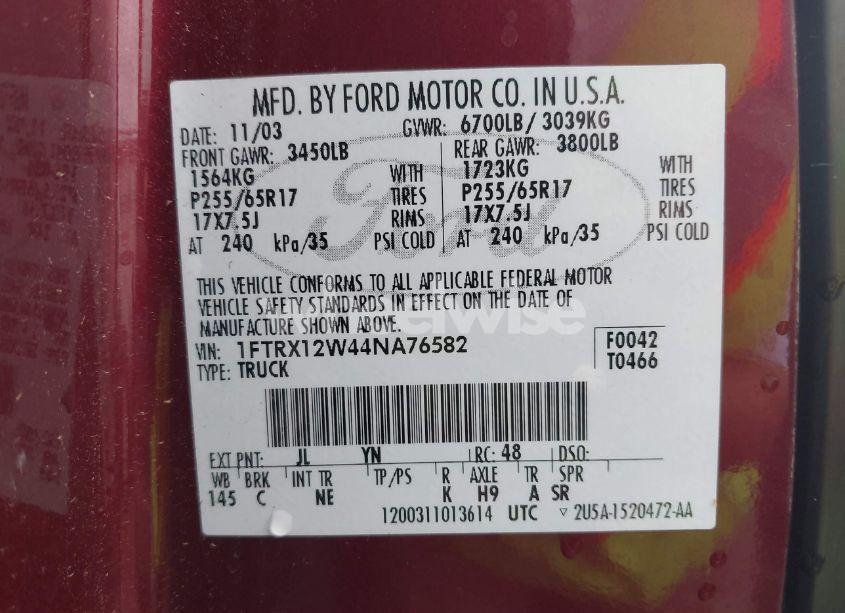 MFD. BY FORD MOTOR CO. IN U.S.A.
DATE: 11/03 GVWR: 6700LB / 3039KG
FRONT GAWR: 3450LB REAR GAWR: 3800LB
1564KG WITH 1723KG WITH
P255/65R17 TIRES P255/65R17 TIRES
17X7.5J RIMS 17X7.5J RIMS
AT 240 kPa/35 PSI COLD AT 240 kPa/35 PSI COLD
Ford
THIS VEHICLE CONFORMS TO ALL APPLICABLE FEDERAL MOTOR
VEHICLE SAFETY STANDARDS IN EFFECT ON THE DATE OF
MANUFACTURE SHOWN ABOVE.
VIN: 1FTRX12W44NA76582 F0042
TYPE: TRUCK T0466
EXT PNT: JL YN RC: 48 DSO:
WB BRK INT TR TP/PS R AXLE TR SPR
145 C NE K H9 A SR
1200311013614 UTC ▽ 2U5A-1520472-AA